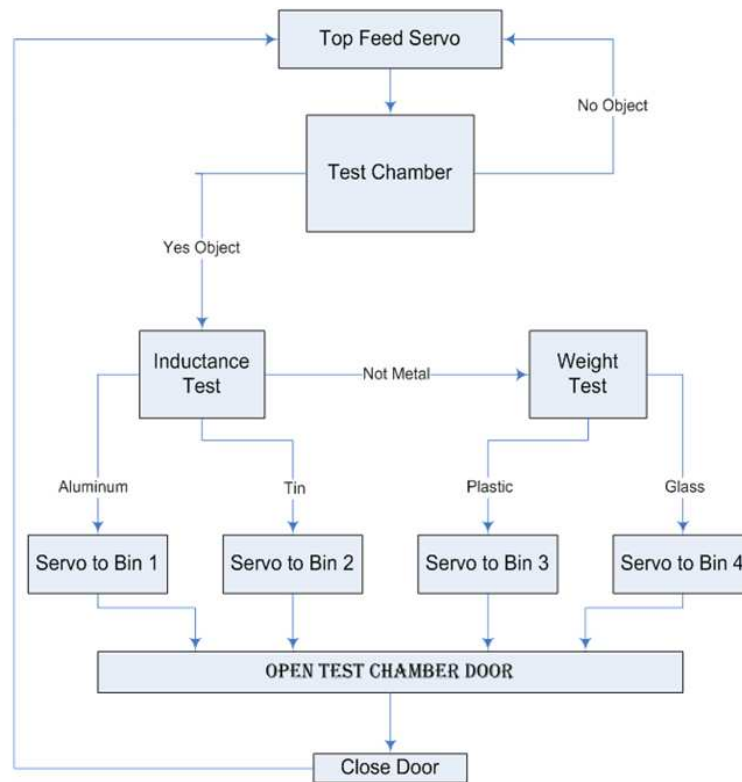 Top Feed Servo
No Object
Test Chamber
Yes Object
Inductance
Test
Not Metal
Weight
Test
Aluminum
Tin
Plastic
Glass
Servo to Bin 1
Servo to Bin 2
Servo to Bin 3
Servo to Bin 4
OPEN TEST CHAMBER DOOR
Close Door